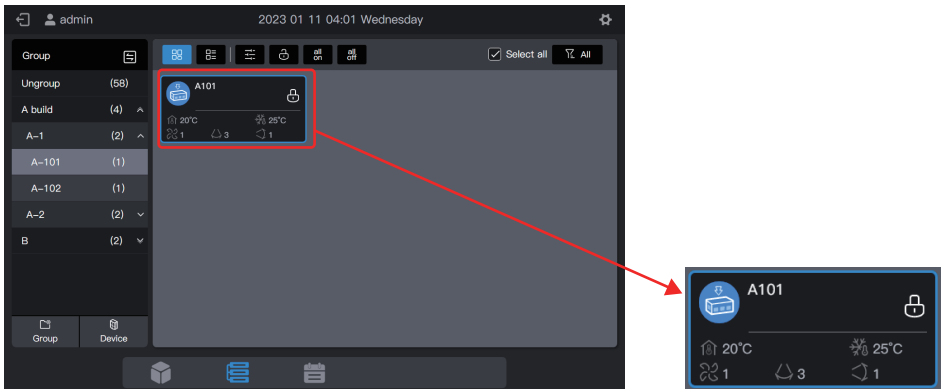 admin
2023 01 11 04:01 Wednesday
Group
all on
all off
Select all
All
Ungroup (58)
A build (4)
A-1 (2)
A-101 (1)
A-102 (1)
A-2 (2)
B (2)
A101
20°C 25°C
1 3 1
Group
Device
A101
20°C 25°C
1 3 1